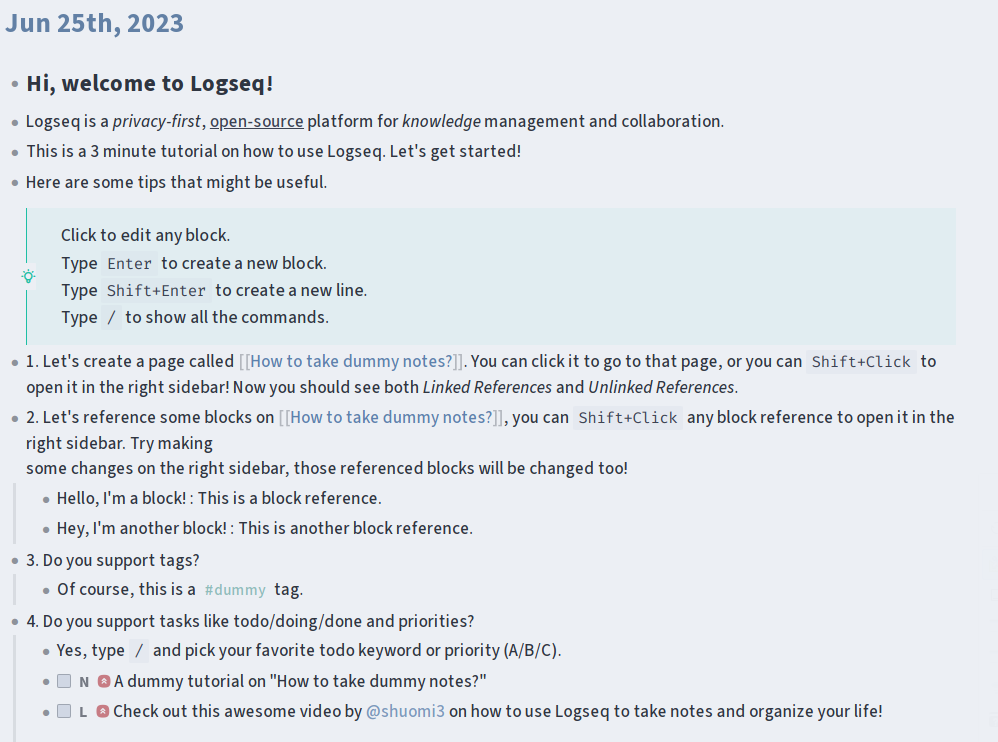 Jun 25th, 2023
Hi, welcome to Logseq!
Logseq is a privacy-first, open-source platform for knowledge management and collaboration.
This is a 3 minute tutorial on how to use Logseq. Let's get started!
Here are some tips that might be useful.
Click to edit any block.
Type Enter to create a new block.
Type Shift+Enter to create a new line.
Type / to show all the commands.
1. Let's create a page called [[How to take dummy notes?]]. You can click it to go to that page, or you can Shift+Click to
open it in the right sidebar! Now you should see both Linked References and Unlinked References.
2. Let's reference some blocks on [[How to take dummy notes?]], you can Shift+Click any block reference to open it in the
right sidebar. Try making
some changes on the right sidebar, those referenced blocks will be changed too!
Hello, I'm a block! : This is a block reference.
Hey, I'm another block! : This is another block reference.
3. Do you support tags?
Of course, this is a #dummy tag.
4. Do you support tasks like todo/doing/done and priorities?
Yes, type / and pick your favorite todo keyword or priority (A/B/C).
N A dummy tutorial on "How to take dummy notes?"
L Check out this awesome video by @shuomi3 on how to use Logseq to take notes and organize your life!